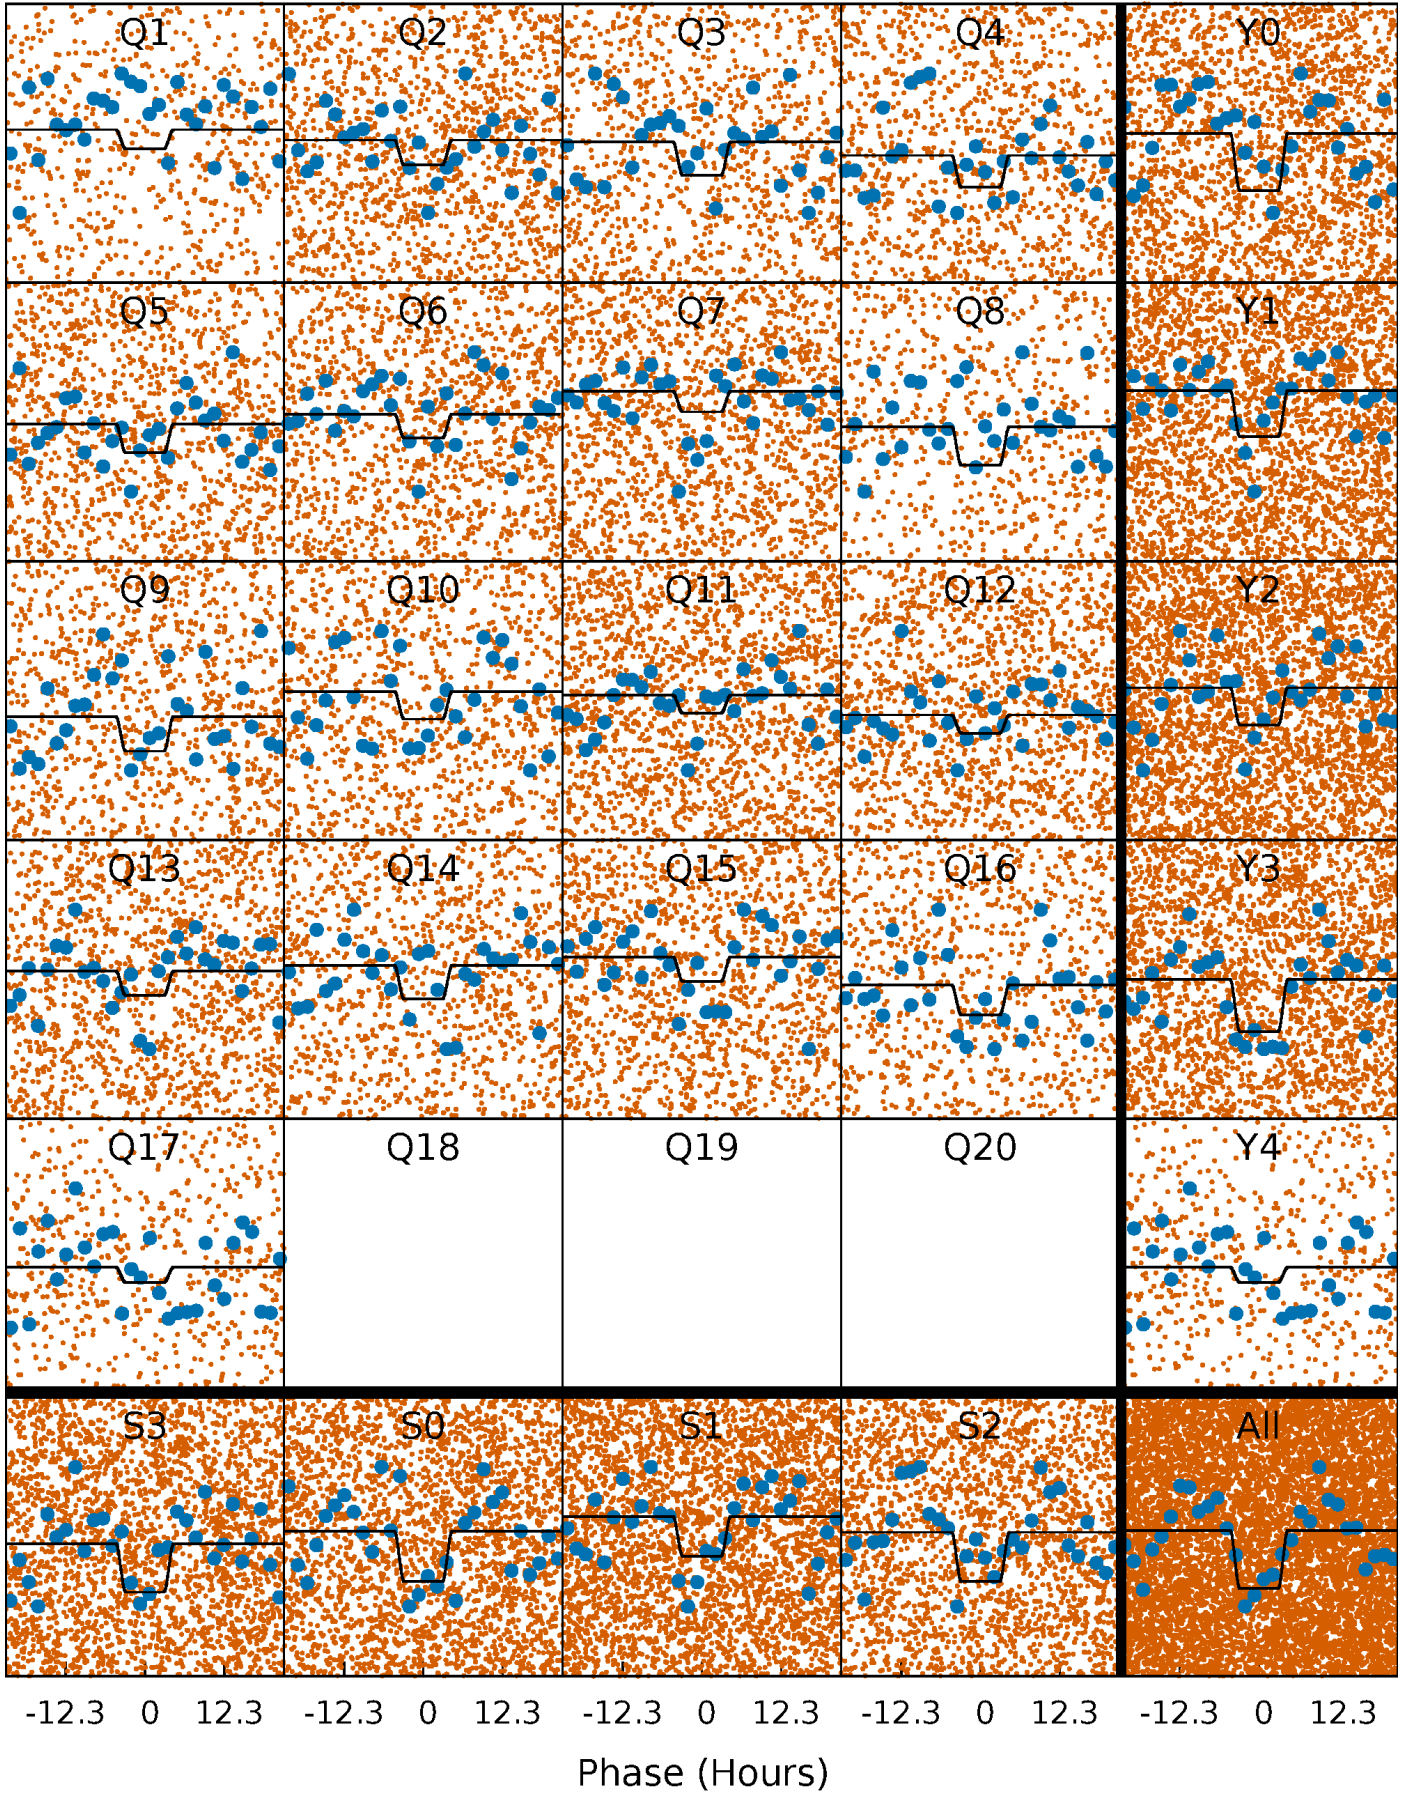 Q1 Q2 Q3 Q4 Y0
Q5 Q6 Q7 Q8 Y1
Q9 Q10 Q11 Q12 Y2
Q13 Q14 Q15 Q16 Y3
Q17 Q18 Q19 Q20 Y4
S3 S0 S1 S2 All
-12.3 0 12.3 -12.3 0 12.3 -12.3 0 12.3 -12.3 0 12.3 -12.3 0 12.3
Phase (Hours)